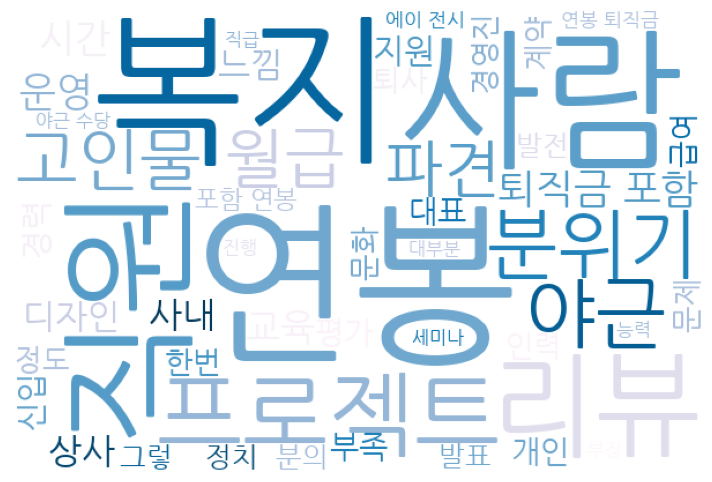 에이 전시
연봉 퇴직금
시간
직급
복지
사람
지원
경영진
계약
느낌
퇴사
운영
야근 수당
고인물
월급
파견
발전
급여
포함 연봉
퇴직금 포함
경력
직원
대표
연봉
분위기
문화
진행
대부분
디자인
사내
교육
평가
세미나
야근
문제
능력
인력
정도
한번
프로젝트
리뷰
신입
상사
그렇
정치
분의
부족
발표
개인
부장